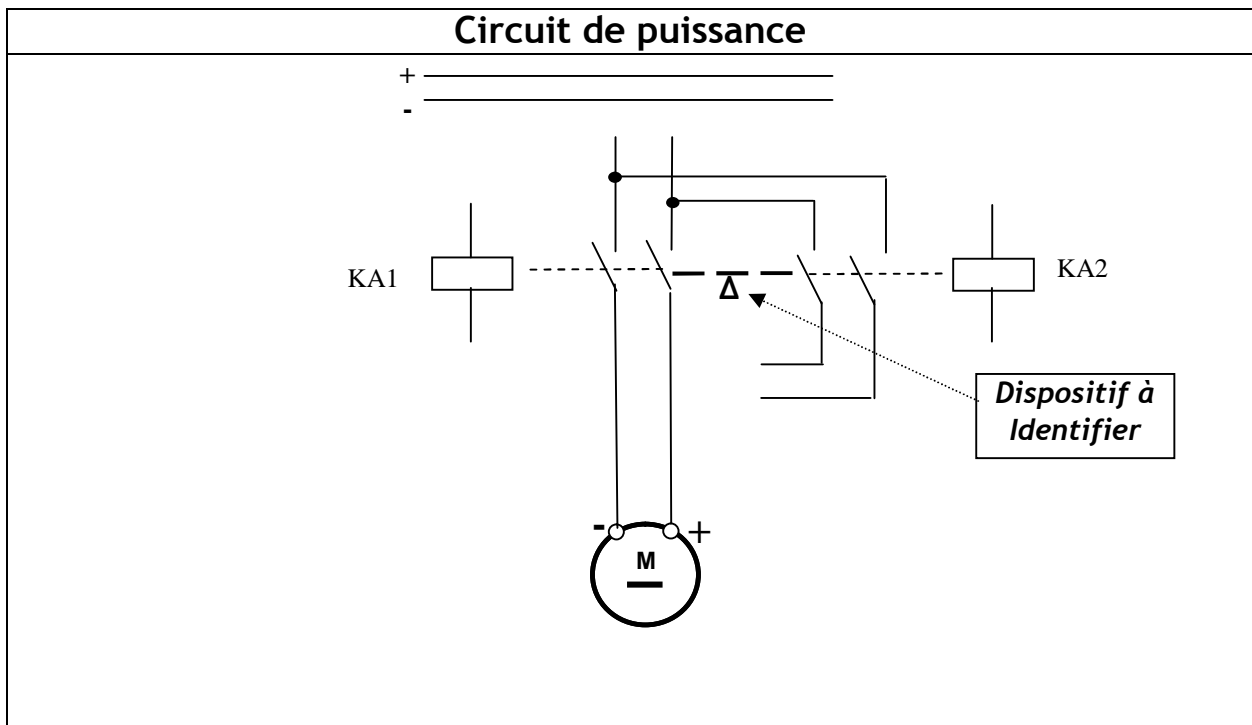 Circuit de puissance
+
-
KA1
KA2
Δ
Dispositif à
Identifier
- +
M